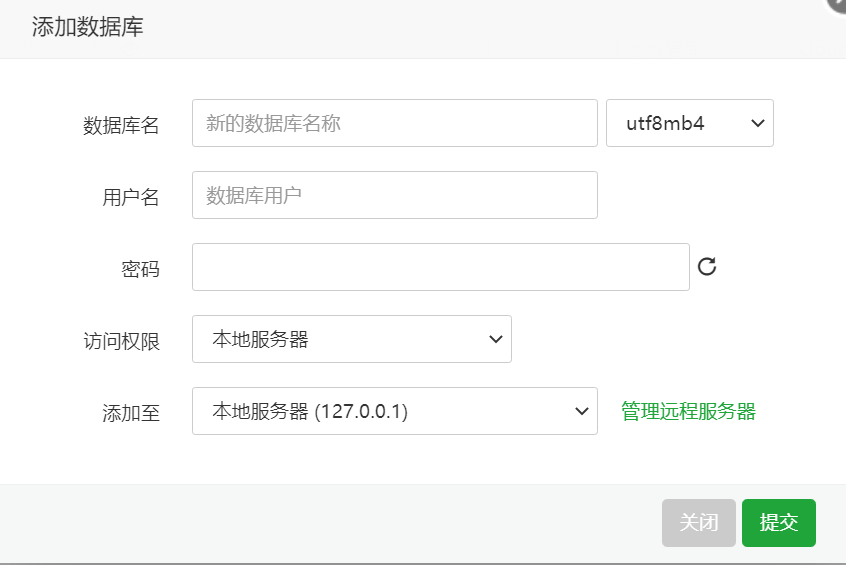 添加数据库
数据库名 新的数据库名称 utf8mb4
用户名 数据库用户
密码
访问权限 本地服务器
添加至 本地服务器 (127.0.0.1) 管理远程服务器
关闭 提交